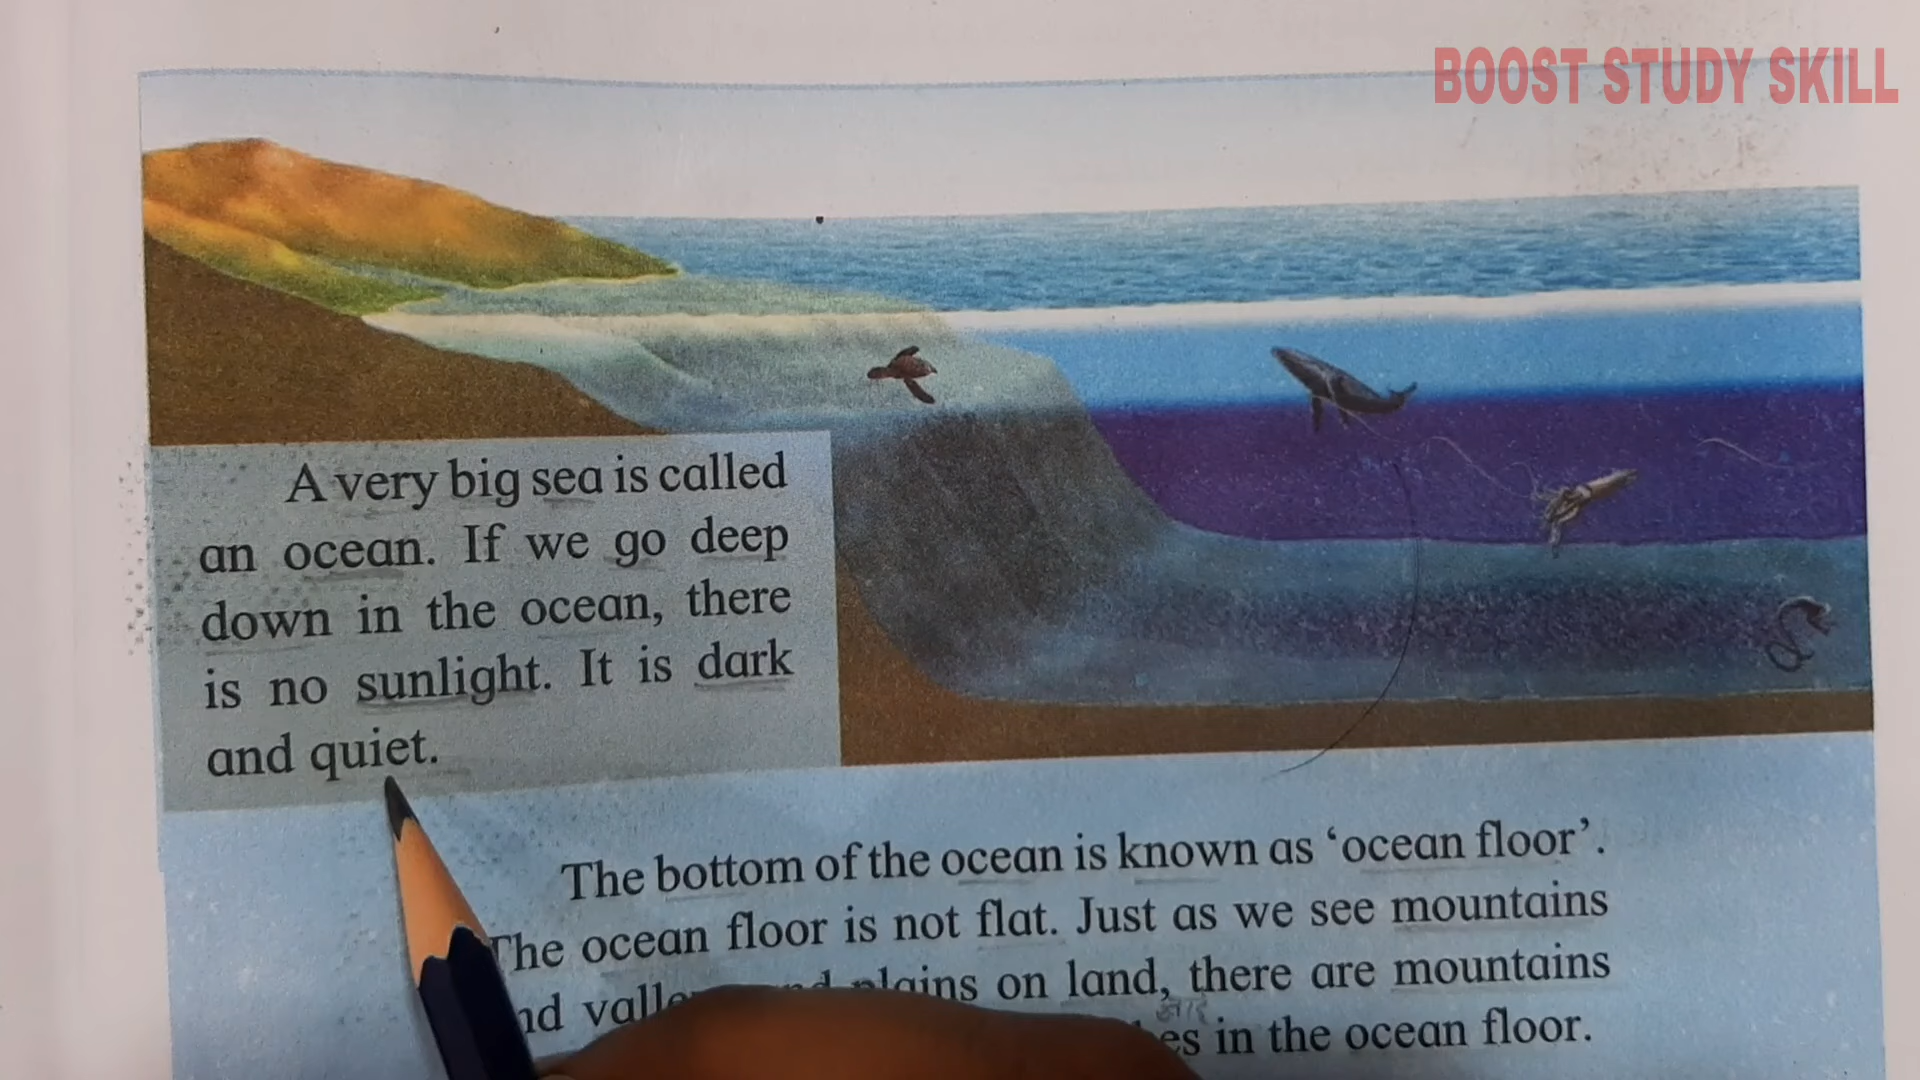 BOOST STUDY SKILL
A very big sea is called
an ocean. If we go deep
down in the ocean, there
is no sunlight. It is dark
and quiet.
The bottom of the ocean is known as ‘ocean floor’.
The ocean floor is not flat. Just as we see mountains
plains on land, there are mountains
in the ocean floor.